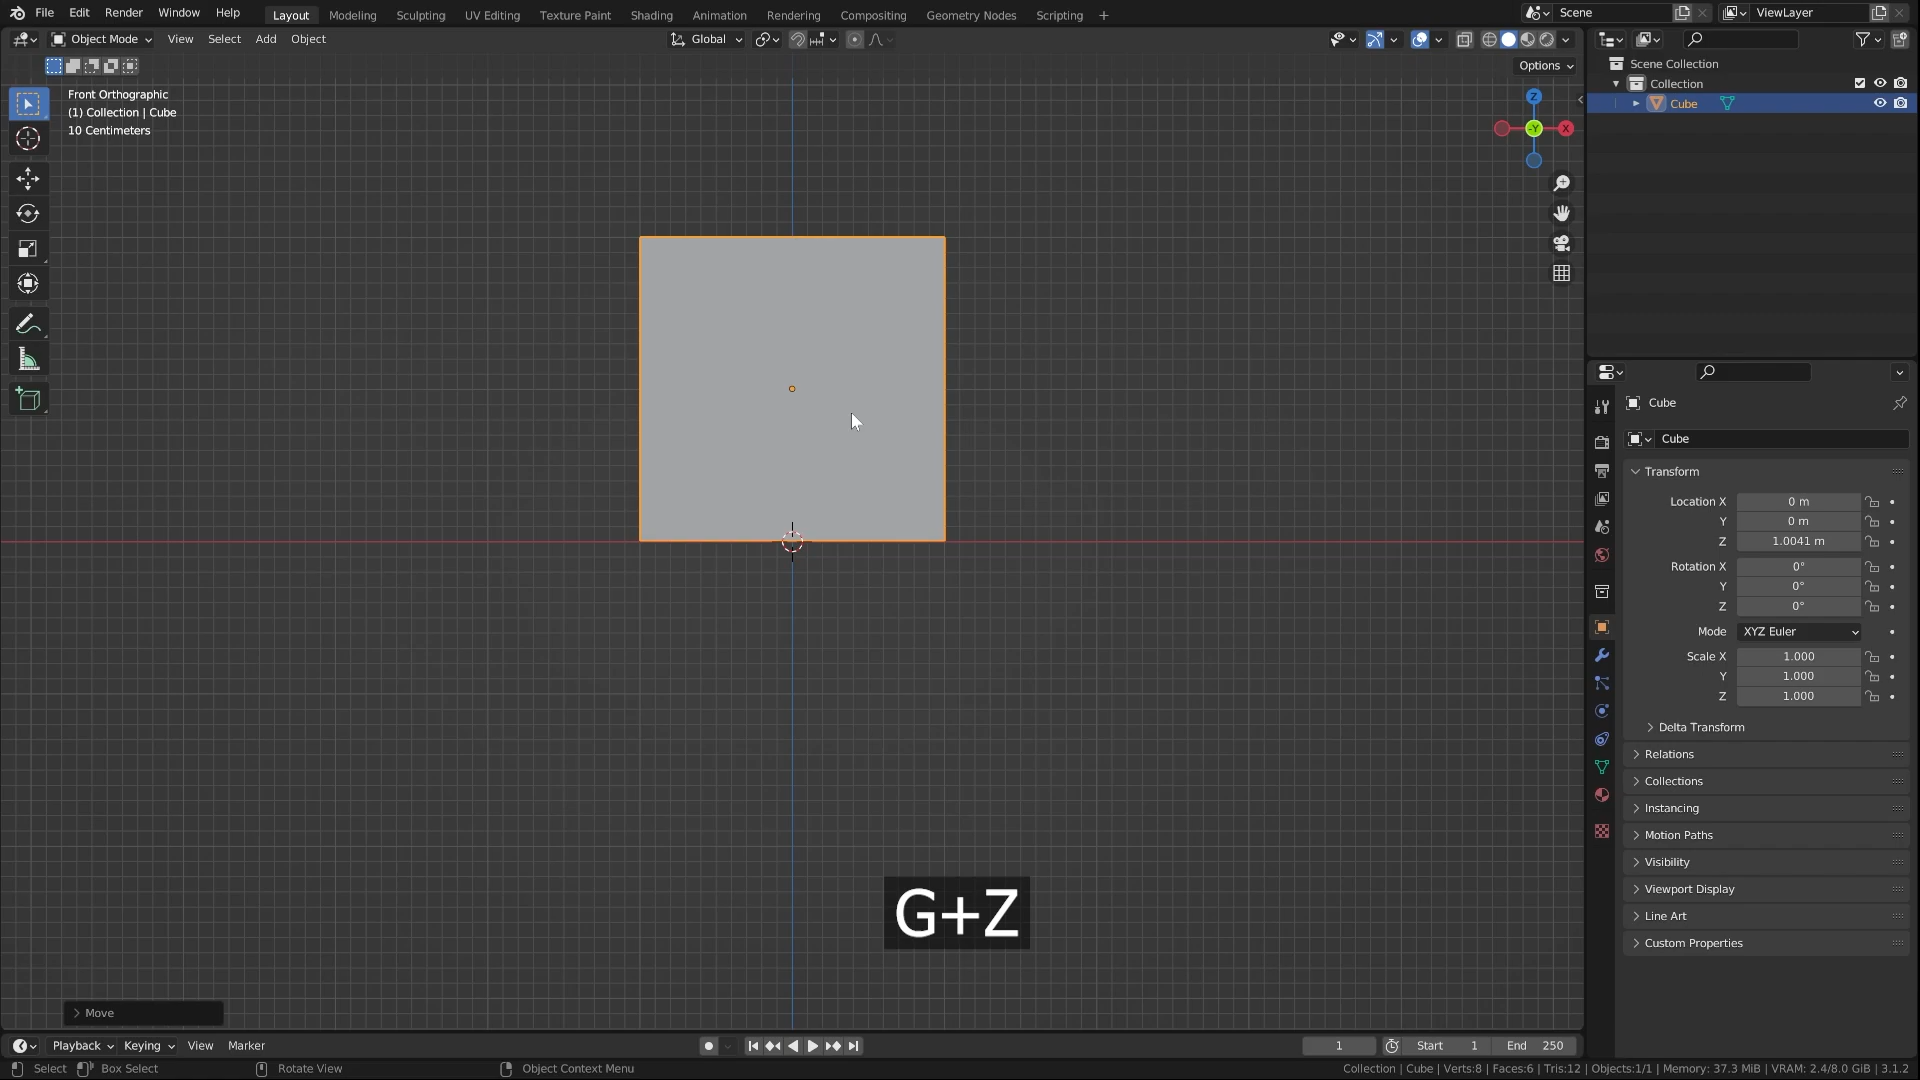 File Edit Render Window Help Layout Modeling Sculpting UV Editing Texture Paint Shading Animation Rendering Compositing Geometry Nodes Scripting + Scene ViewLayer
Object Mode View Select Add Object Global
Options
Front Orthographic
(1) Collection | Cube
10 Centimeters
Z
-Y
X
Scene Collection
Collection
Cube
Cube
Cube
Transform
Location X 0 m
Y 0 m
Z 1.0041 m
Rotation X 0°
Y 0°
Z 0°
Mode XYZ Euler
Scale X 1.000
Y 1.000
Z 1.000
Delta Transform
Relations
Collections
Instancing
Motion Paths
Visibility
Viewport Display
Line Art
Custom Properties
G+Z
Move
Playback Keying View Marker 1 Start 1 End 250
Select Box Select Rotate View Object Context Menu Collection | Cube | Verts:8 | Faces:6 | Tris:12 | Objects:1/1 | Memory: 37.3 MiB | VRAM: 2.4/8.0 GiB | 3.1.2